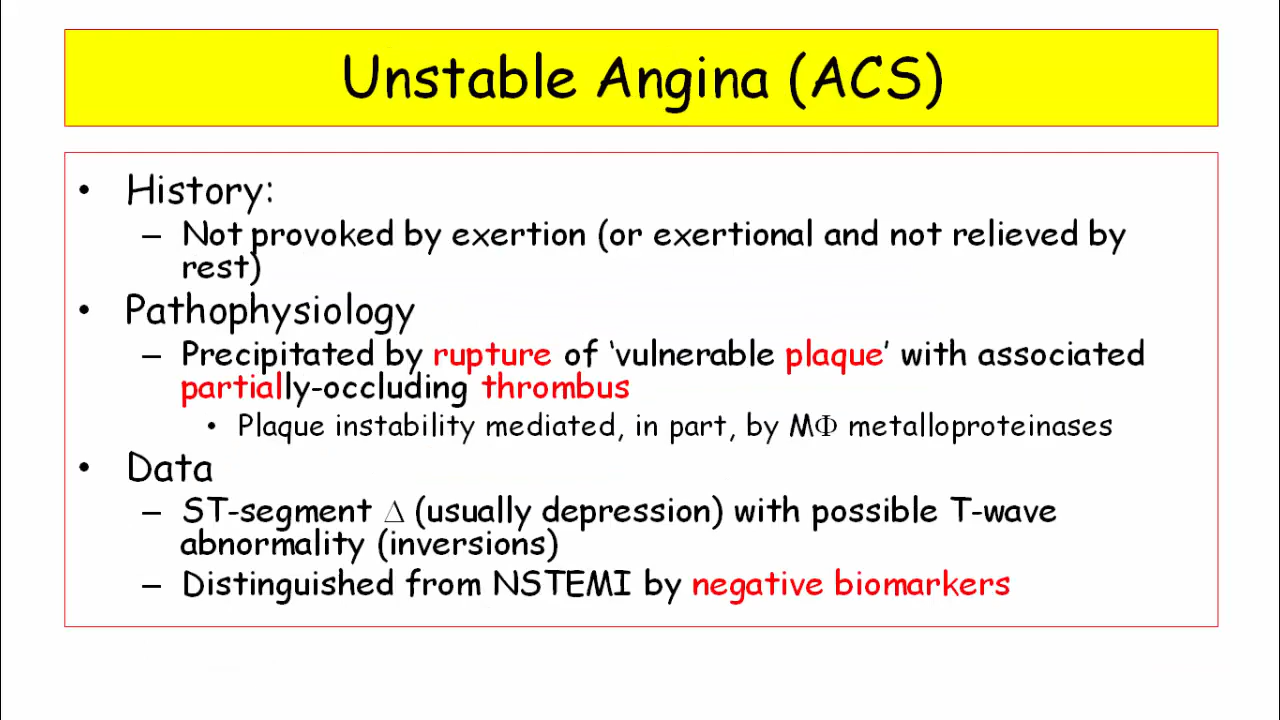 Unstable Angina (ACS)
• History:
– Not provoked by exertion (or exertional and not relieved by
rest)
• Pathophysiology
– Precipitated by rupture of ‘vulnerable plaque’ with associated
partially-occluding thrombus
• Plaque instability mediated, in part, by MΦ metalloproteinases
• Data
– ST-segment Δ (usually depression) with possible T-wave
abnormality (inversions)
– Distinguished from NSTEMI by negative biomarkers